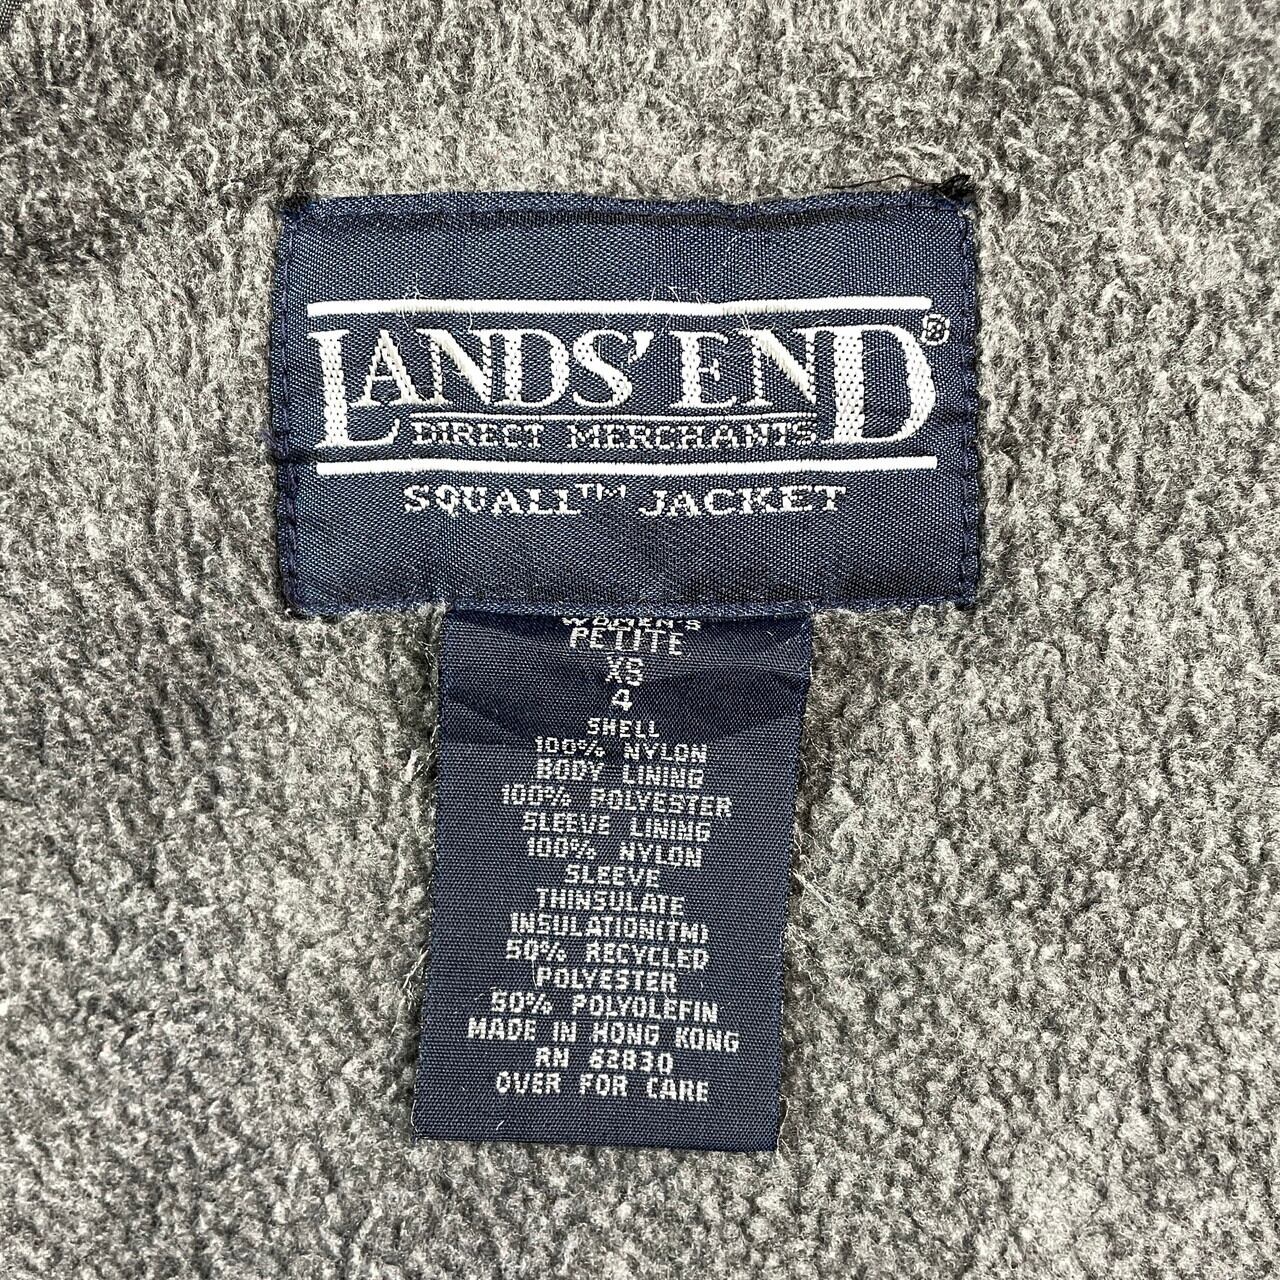 LANDS' END®
DIRECT MERCHANTS
SQUALL™ JACKET
WOMEN'S
PETITE
XS
4
SHELL
100% NYLON
BODY LINING
100% POLYESTER
SLEEVE LINING
100% NYLON
SLEEVE
THINSULATE
INSULATION(TM)
50% RECYCLED
POLYESTER
50% POLYOLEFIN
MADE IN HONG KONG
RN 62830
OVER FOR CARE